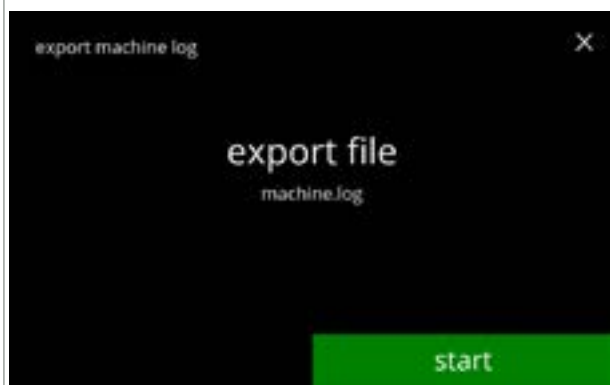 export machine log
export file
machine.log
start